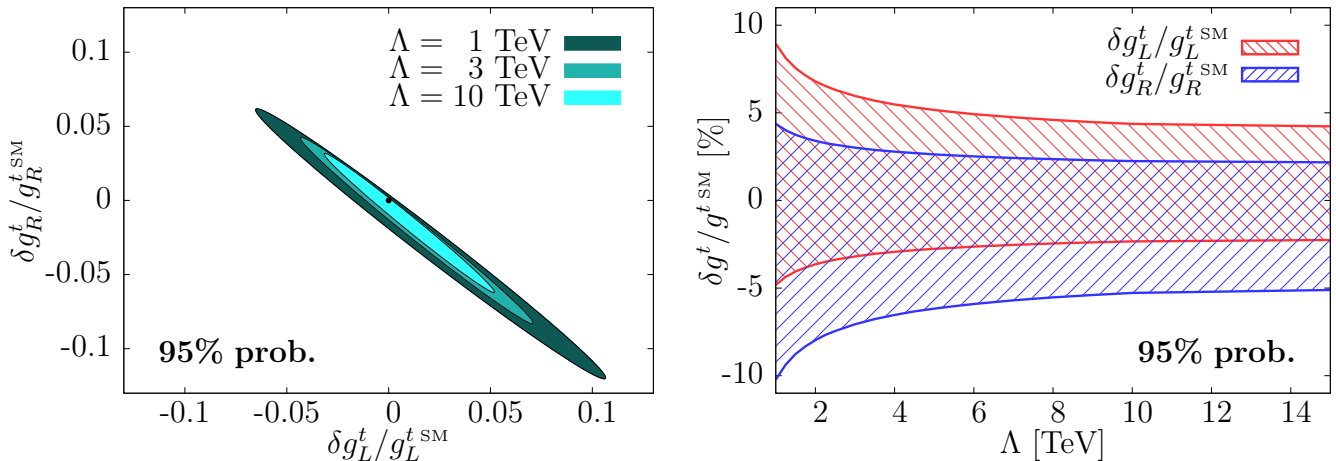 0.1
0.05
0
-0.05
-0.1
δg_R^t/g_R^{t SM}
Λ = 1 TeV
Λ = 3 TeV
Λ = 10 TeV
95% prob.
-0.1 -0.05 0 0.05 0.1
δg_L^t/g_L^{t SM}
10
5
0
-5
-10
δg^t/g^{t SM} [%]
δg_L^t/g_L^{t SM}
δg_R^t/g_R^{t SM}
95% prob.
2 4 6 8 10 12 14
Λ [TeV]